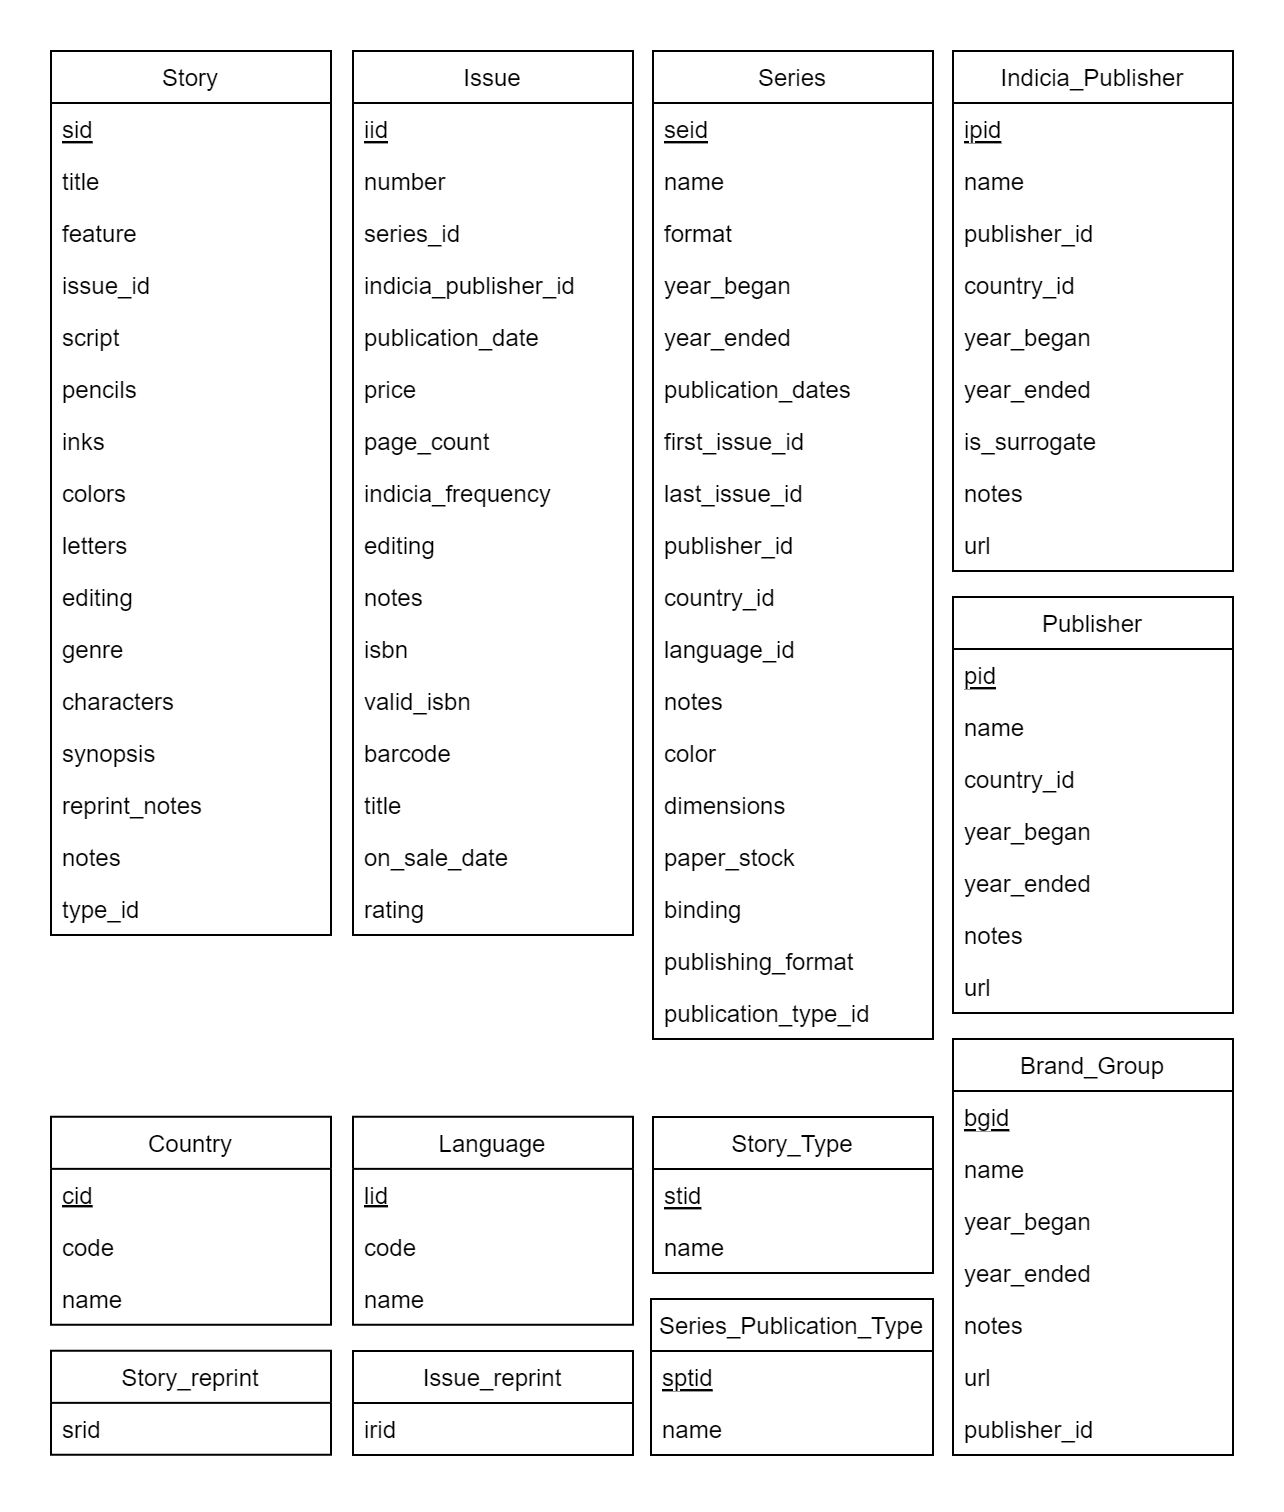 Story
sid
title
feature
issue_id
script
pencils
inks
colors
letters
editing
genre
characters
synopsis
reprint_notes
notes
type_id
Issue
iid
number
series_id
indicia_publisher_id
publication_date
price
page_count
indicia_frequency
editing
notes
isbn
valid_isbn
barcode
title
on_sale_date
rating
Series
seid
name
format
year_began
year_ended
publication_dates
first_issue_id
last_issue_id
publisher_id
country_id
language_id
notes
color
dimensions
paper_stock
binding
publishing_format
publication_type_id
Indicia_Publisher
ipid
name
publisher_id
country_id
year_began
year_ended
is_surrogate
notes
url
Publisher
pid
name
country_id
year_began
year_ended
notes
url
Brand_Group
bgid
name
year_began
year_ended
notes
url
publisher_id
Country
cid
code
name
Language
lid
code
name
Story_Type
stid
name
Story_reprint
srid
Issue_reprint
irid
Series_Publication_Type
sptid
name